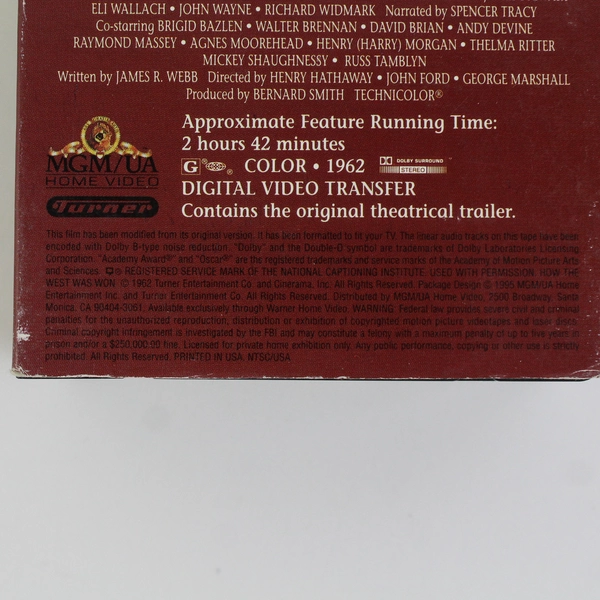 ELI WALLACH • JOHN WAYNE • RICHARD WIDMARK Narrated by SPENCER TRACY
Co-starring BRIGID BAZLEN • WALTER BRENNAN • DAVID BRIAN • ANDY DEVINE
RAYMOND MASSEY • AGNES MOOREHEAD • HENRY (HARRY) MORGAN • THELMA RITTER
MICKEY SHAUGHNESSY • RUSS TAMBLYN
Written by JAMES R. WEBB Directed by HENRY HATHAWAY • JOHN FORD • GEORGE MARSHALL
Produced by BERNARD SMITH TECHNICOLOR®
Approximate Feature Running Time:
2 hours 42 minutes
G COLOR • 1962 DOLBY SURROUND STEREO
DIGITAL VIDEO TRANSFER
Contains the original theatrical trailer.
MGM/UA
HOME VIDEO
Turner
This film has been modified from its original version. It has been formatted to fit your TV. The linear audio tracks on this tape have been
encoded with Dolby B-type noise reduction. "Dolby" and the Double-D symbol are trademarks of Dolby Laboratories Licensing
Corporation. "Academy Award®" and "Oscar®" are the registered trademarks and service marks of the Academy of Motion Picture Arts
and Sciences. ® REGISTERED SERVICE MARK OF THE NATIONAL CAPTIONING INSTITUTE. USED WITH PERMISSION. HOW THE
WEST WAS WON © 1962 Turner Entertainment Co. and Cinerama, Inc. All Rights Reserved. Package Design © 1995 MGM/UA Home
Entertainment Inc. and Turner Entertainment Co. All Rights Reserved. Distributed by MGM/UA Home Video, 2500 Broadway, Santa
Monica, CA 90404-3061. Available exclusively through Warner Home Video. WARNING: Federal law provides severe civil and criminal
penalties for the unauthorized reproduction, distribution or exhibition of copyrighted motion picture videotapes and laser discs.
Criminal copyright infringement is investigated by the FBI and may constitute a felony with a maximum penalty of up to five years in
prison and/or a $250,000.00 fine. Licensed for private home exhibition only. Any public performance, copying or other use is strictly
prohibited. All Rights Reserved. PRINTED IN USA. NTSC/USA.